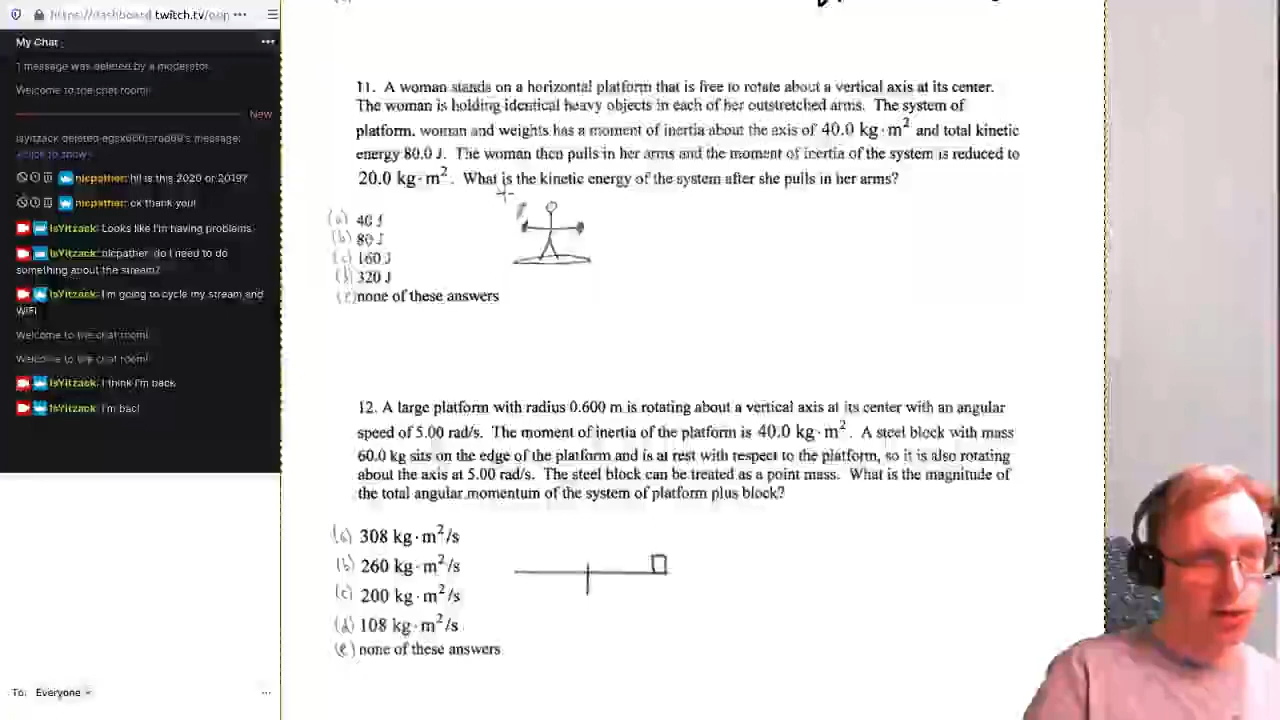 https://dashboard.twitch.tv/pop ...
My Chat
1 message was deleted by a moderator.
Welcome to the chat room!
New
Click to show
nicpather: hi! is this 2020 or 2019?
nicpather: ok thank you!
IsYitzack: Looks like I'm having problems
IsYitzack: nicpather do I need to do
something about the stream?
IsYitzack: I'm going to cycle my stream and
WiFi
Welcome to the chat room!
Welcome to the chat room!
IsYitzack: I think I'm back
IsYitzack: I'm bac!
To: Everyone
11. A woman stands on a horizontal platform that is free to rotate about a vertical axis at its center.
The woman is holding identical heavy objects in each of her outstretched arms. The system of
platform, woman and weights has a moment of inertia about the axis of 40.0 kg·m² and total kinetic
energy 80.0 J. The woman then pulls in her arms and the moment of inertia of the system is reduced to
20.0 kg·m². What is the kinetic energy of the system after she pulls in her arms?
(a) 40 J
(b) 80 J
(c) 160 J
320 J
(e) none of these answers
12. A large platform with radius 0.600 m is rotating about a vertical axis at its center with an angular
speed of 5.00 rad/s. The moment of inertia of the platform is 40.0 kg·m². A steel block with mass
60.0 kg sits on the edge of the platform and is at rest with respect to the platform, so it is also rotating
about the axis at 5.00 rad/s. The steel block can be treated as a point mass. What is the magnitude of
the total angular momentum of the system of platform plus block?
(a) 308 kg·m²/s
(b) 260 kg·m²/s
(c) 200 kg·m²/s
(d) 108 kg·m²/s
(e) none of these answers